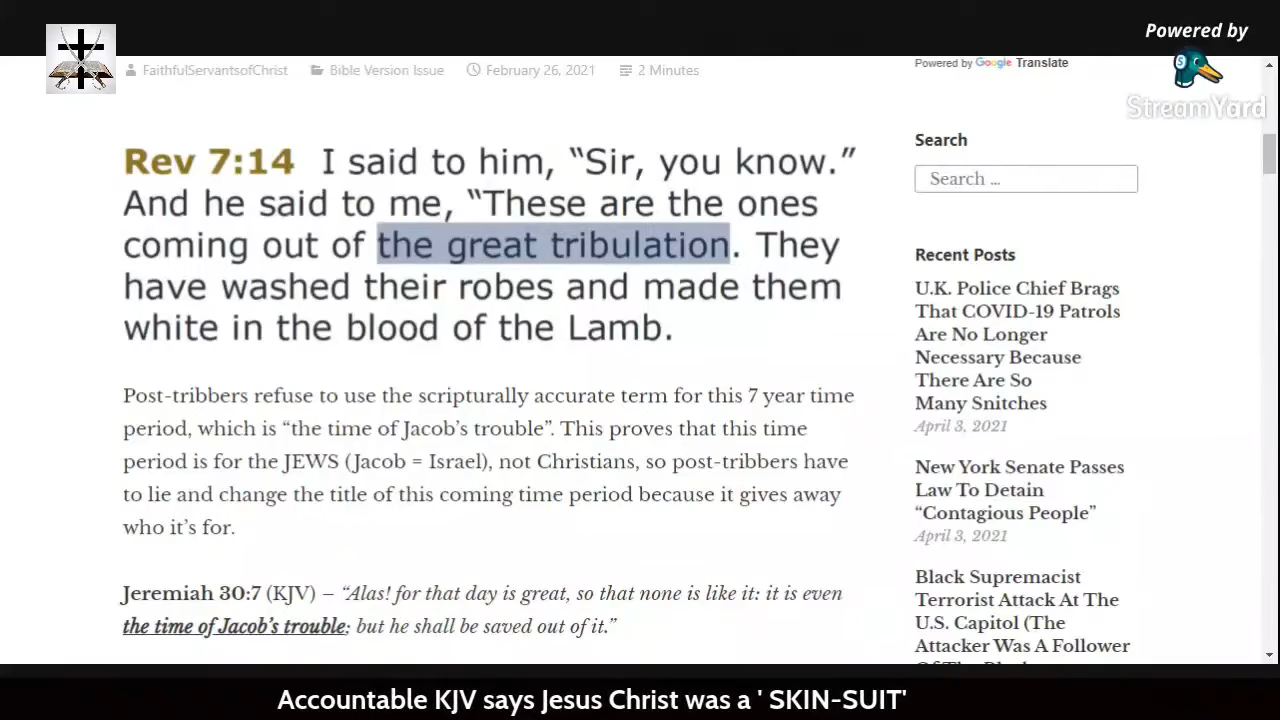 Powered by
StreamYard
FaithfulServantsofChrist Bible Version Issue February 26, 2021 2 Minutes
Rev 7:14 I said to him, “Sir, you know.”
And he said to me, “These are the ones
coming out of the great tribulation. They
have washed their robes and made them
white in the blood of the Lamb.
Post-tribbers refuse to use the scripturally accurate term for this 7 year time
period, which is “the time of Jacob’s trouble”. This proves that this time
period is for the JEWS (Jacob = Israel), not Christians, so post-tribbers have
to lie and change the title of this coming time period because it gives away
who it’s for.
Jeremiah 30:7 (KJV) – “Alas! for that day is great, so that none is like it: it is even
the time of Jacob’s trouble; but he shall be saved out of it.”
Powered by Google Translate
Search
Search ...
Recent Posts
U.K. Police Chief Brags
That COVID-19 Patrols
Are No Longer
Necessary Because
There Are So
Many Snitches
April 3, 2021
New York Senate Passes
Law To Detain
“Contagious People”
April 3, 2021
Black Supremacist
Terrorist Attack At The
U.S. Capitol (The
Attacker Was A Follower
Accountable KJV says Jesus Christ was a ' SKIN-SUIT'